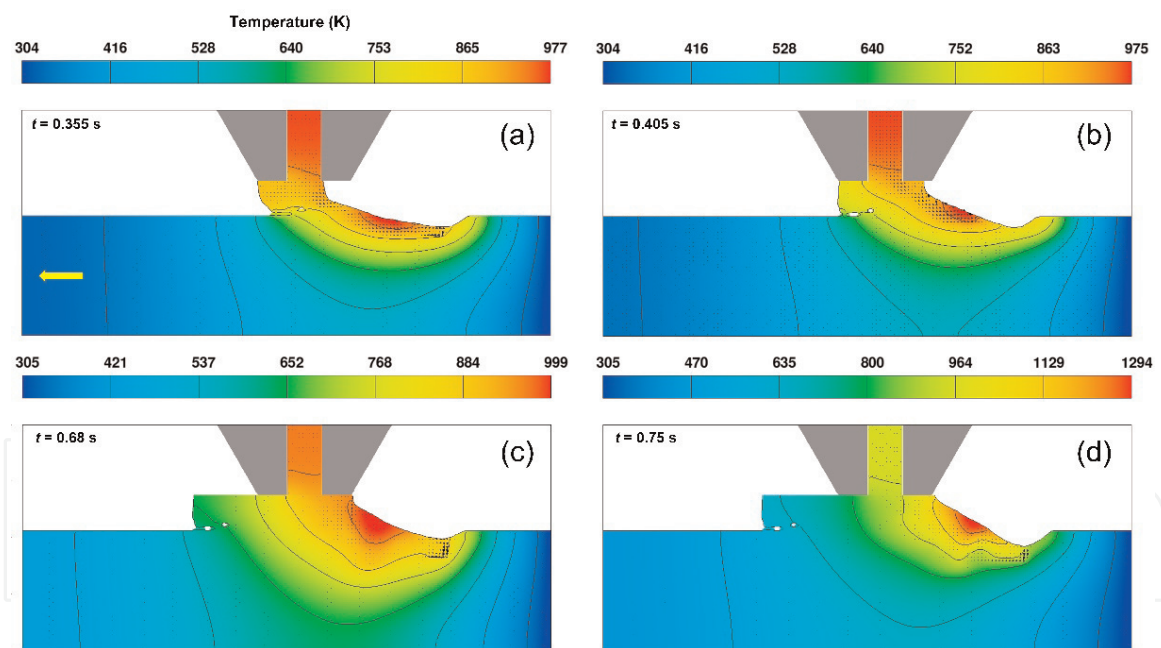 Temperature (K)
304 416 528 640 753 865 977
304 416 528 640 752 863 975
t = 0.355 s
(a)
t = 0.405 s
(b)
305 421 537 652 768 884 999
305 470 635 800 964 1129 1294
t = 0.68 s
(c)
t = 0.75 s
(d)